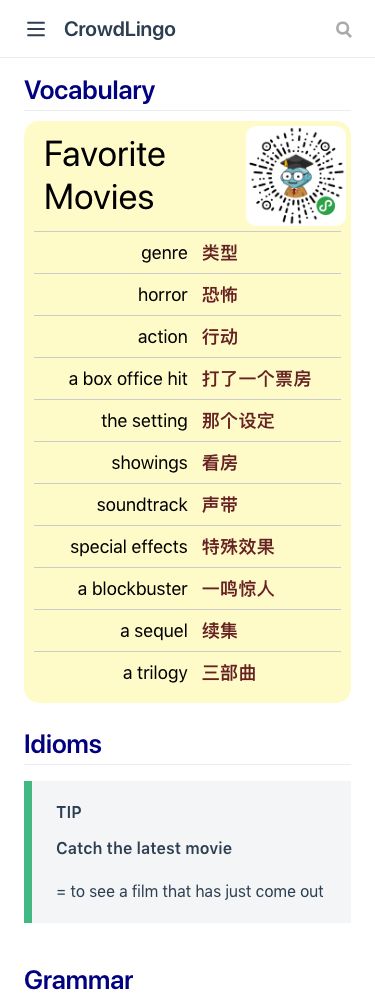 CrowdLingo
Vocabulary
Favorite
Movies
genre 类型
horror 恐怖
action 行动
a box office hit 打了一个票房
the setting 那个设定
showings 看房
soundtrack 声带
special effects 特殊效果
a blockbuster 一鸣惊人
a sequel 续集
a trilogy 三部曲
Idioms
TIP
Catch the latest movie
= to see a film that has just come out
Grammar